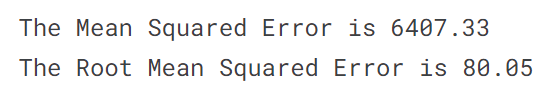 The Mean Squared Error is 6407.33
The Root Mean Squared Error is 80.05